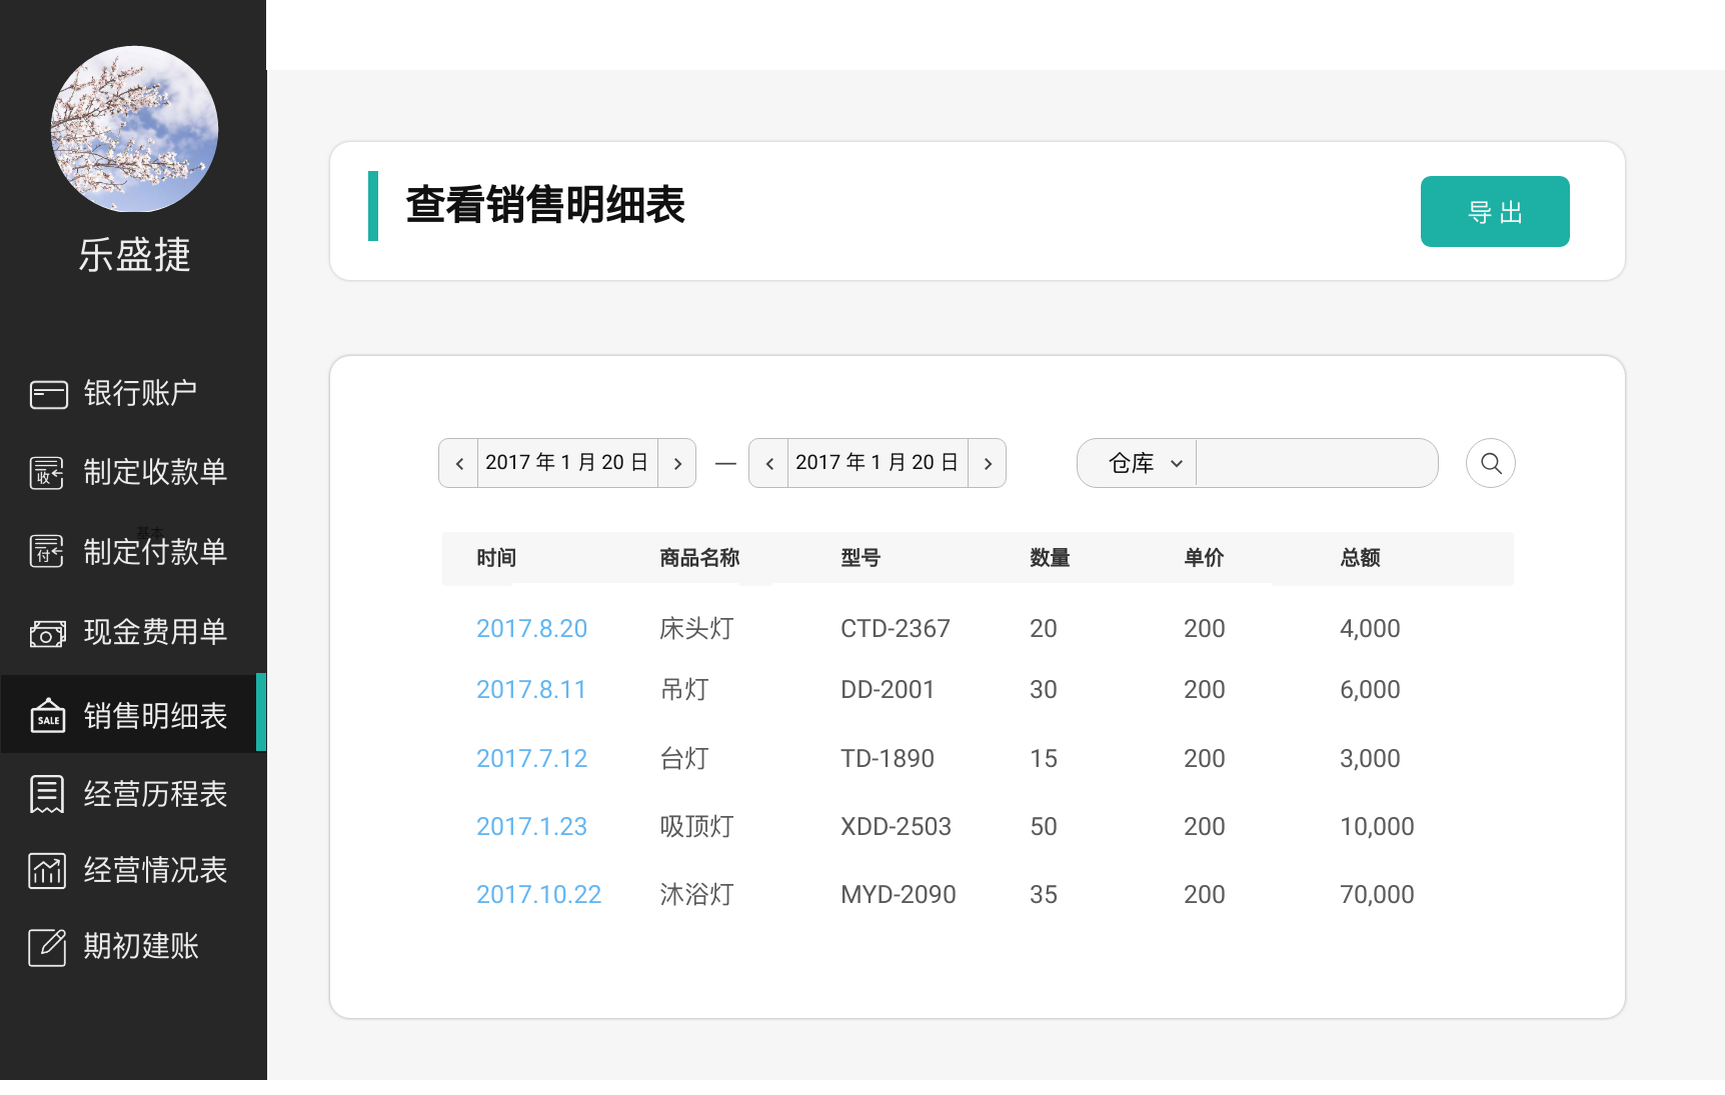 乐盛捷
银行账户
收
制定收款单
基本
付
制定付款单
现金费用单
SALE
销售明细表
经营历程表
经营情况表
期初建账
查看销售明细表
导出
2017 年 1 月 20 日 — 2017 年 1 月 20 日 仓库
时间 商品名称 型号 数量 单价 总额
2017.8.20 床头灯 CTD-2367 20 200 4,000
2017.8.11 吊灯 DD-2001 30 200 6,000
2017.7.12 台灯 TD-1890 15 200 3,000
2017.1.23 吸顶灯 XDD-2503 50 200 10,000
2017.10.22 沐浴灯 MYD-2090 35 200 70,000